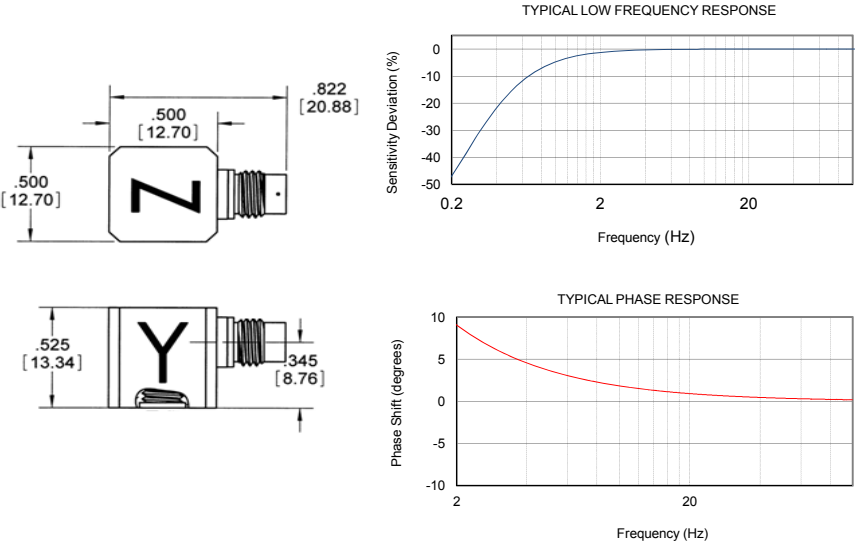 .822
[20.88]
.500
[12.70]
.500
[12.70]
Z
Y
.525
[13.34]
.345
[8.76]
TYPICAL LOW FREQUENCY RESPONSE
Sensitivity Deviation (%)
0
-10
-20
-30
-40
-50
0.2 2 20
Frequency (Hz)
TYPICAL PHASE RESPONSE
Phase Shift (degrees)
10
5
0
-5
-10
2 20
Frequency (Hz)